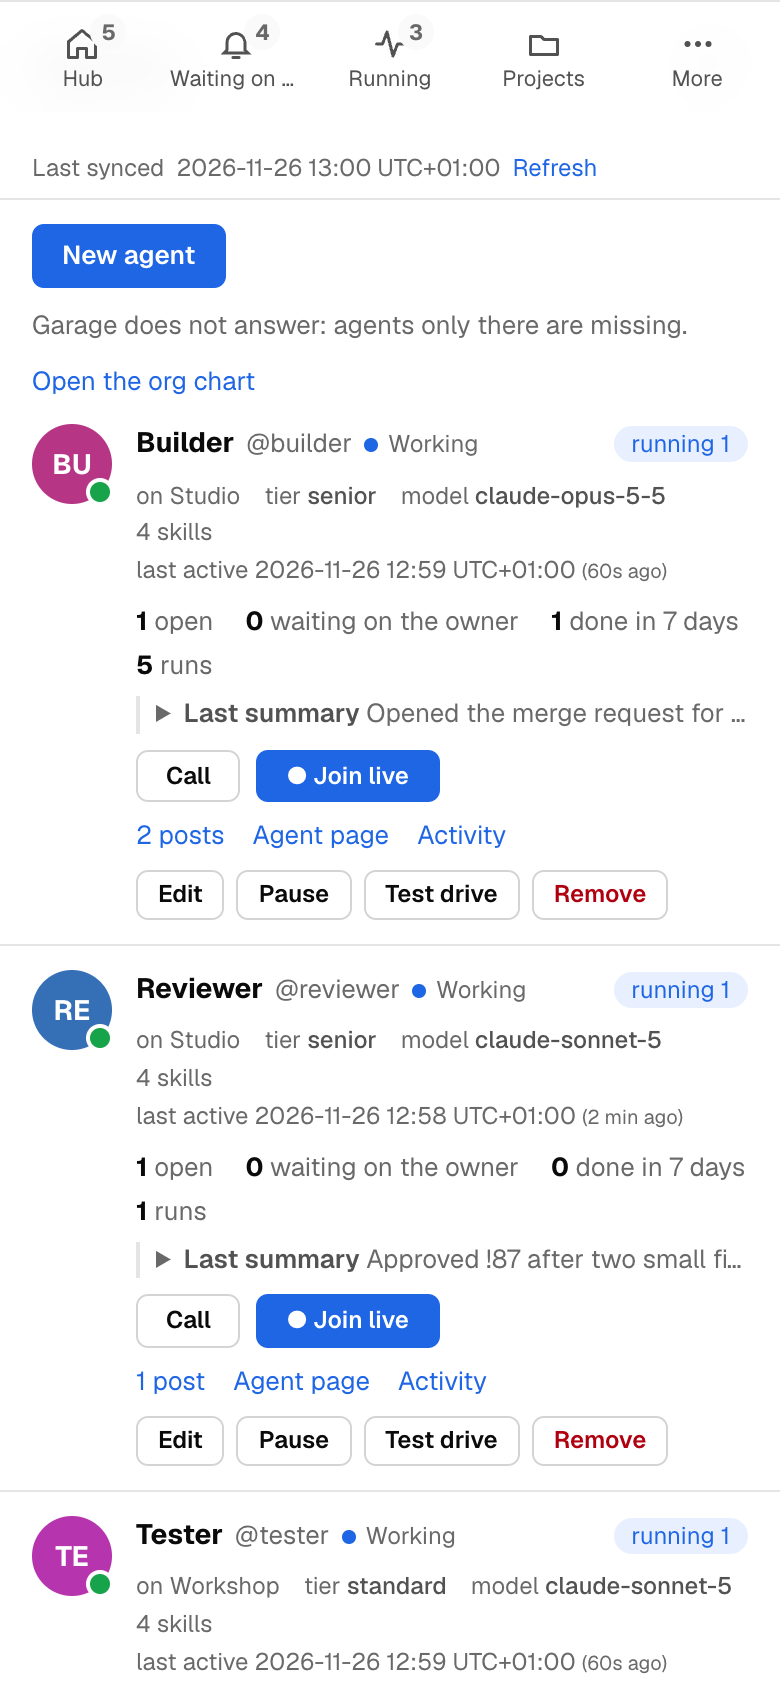 5
4
3
Hub
Waiting on ...
Running
Projects
More
Last synced 2026-11-26 13:00 UTC+01:00 Refresh
New agent
Garage does not answer: agents only there are missing.
Open the org chart
BU
Builder @builder Working running 1
on Studio tier senior model claude-opus-5-5
4 skills
last active 2026-11-26 12:59 UTC+01:00 (60s ago)
1 open 0 waiting on the owner 1 done in 7 days
5 runs
Last summary Opened the merge request for ...
Call Join live
2 posts Agent page Activity
Edit Pause Test drive Remove
RE
Reviewer @reviewer Working running 1
on Studio tier senior model claude-sonnet-5
4 skills
last active 2026-11-26 12:58 UTC+01:00 (2 min ago)
1 open 0 waiting on the owner 0 done in 7 days
1 runs
Last summary Approved !87 after two small fi...
Call Join live
1 post Agent page Activity
Edit Pause Test drive Remove
TE
Tester @tester Working running 1
on Workshop tier standard model claude-sonnet-5
4 skills
last active 2026-11-26 12:59 UTC+01:00 (60s ago)